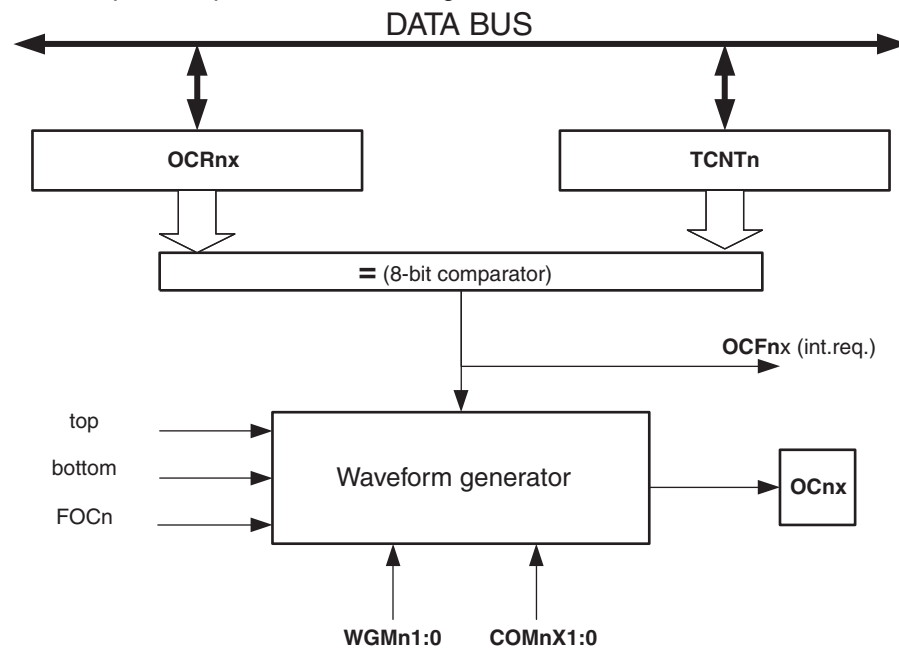 DATA BUS
OCRnx
TCNTn
= (8-bit comparator)
OCFnx (int.req.)
top
bottom
FOCn
Waveform generator
OCnx
WGMn1:0
COMnX1:0